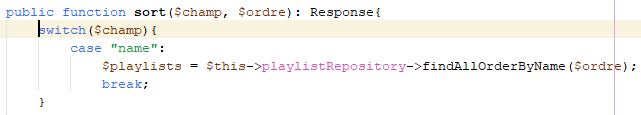 public function sort($champ, $ordre): Response{
switch($champ){
case "name":
$playlists = $this->playlistRepository->findAllOrderByName($ordre);
break;
}